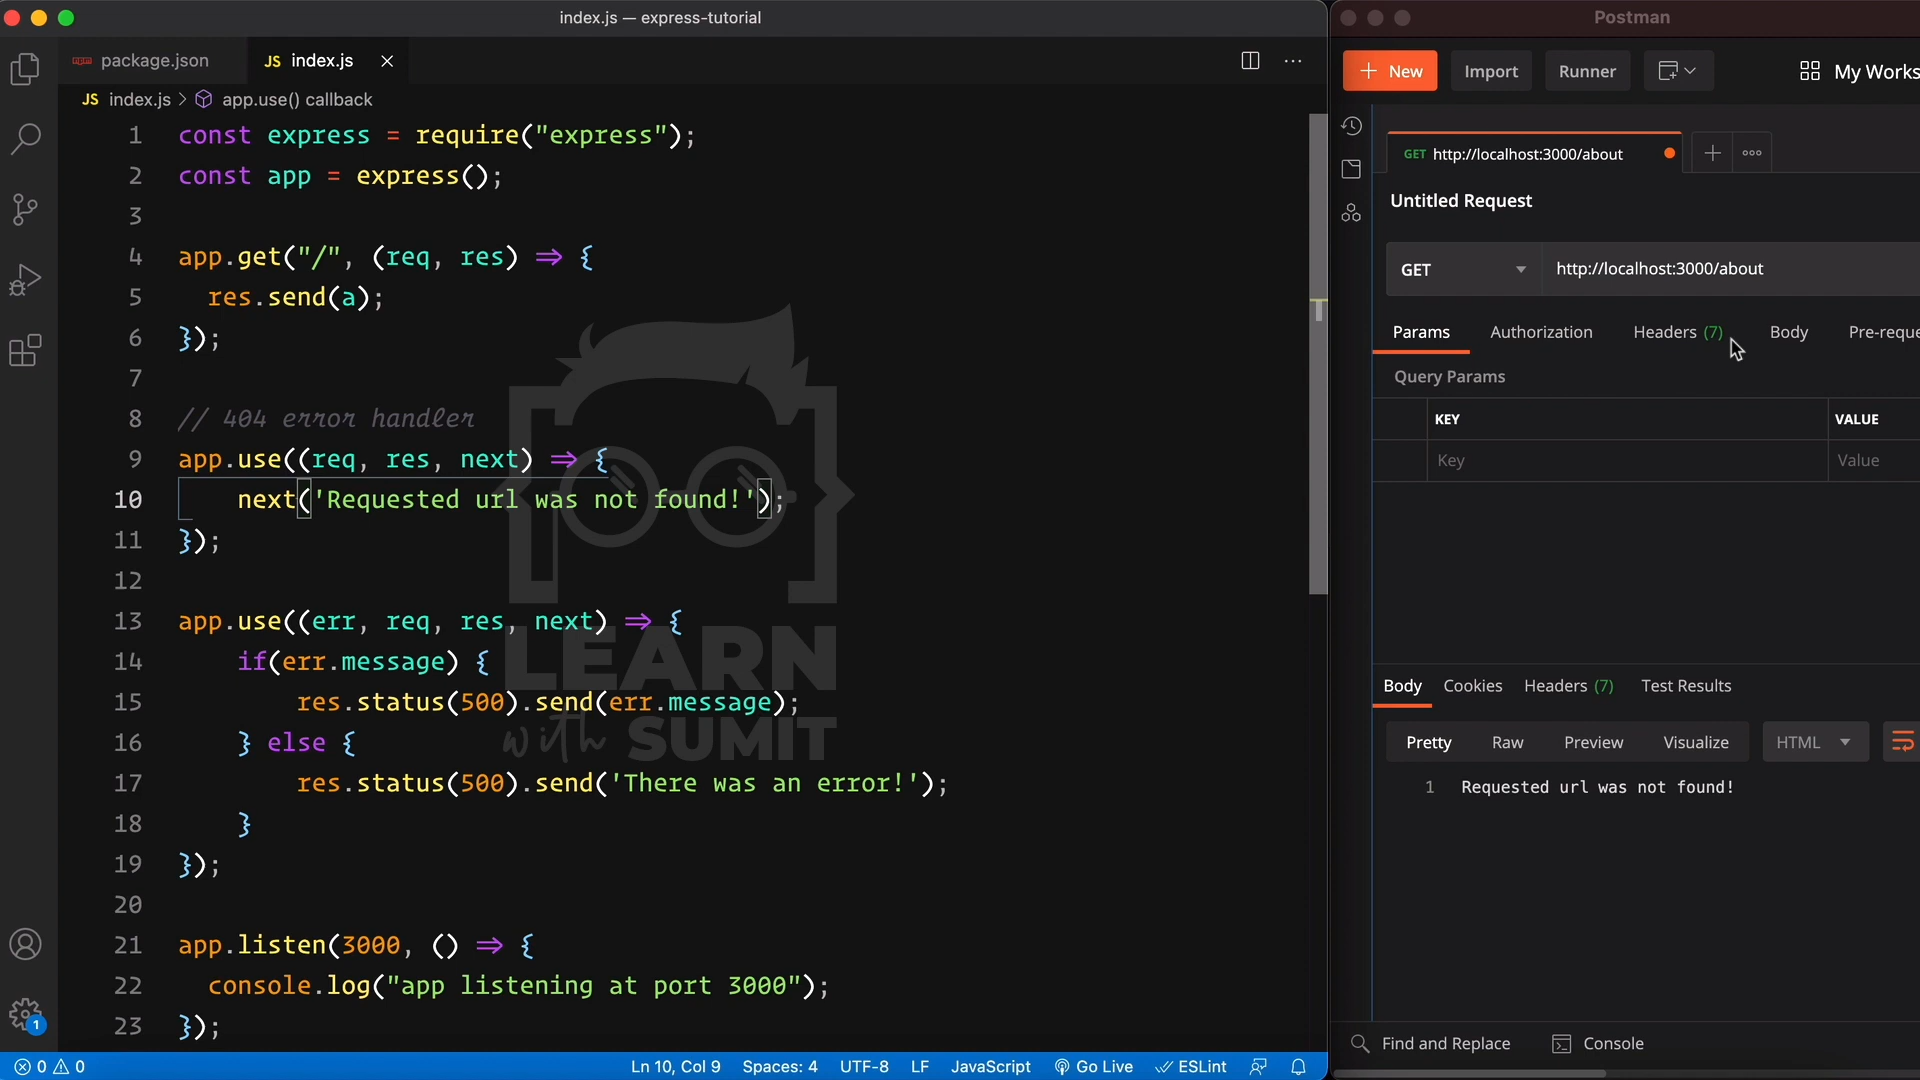 index.js — express-tutorial
package.json
JS index.js
JS index.js > app.use() callback
1 const express = require("express");
2 const app = express();
3
4 app.get("/", (req, res) => {
5 res.send(a);
6 });
7
8 // 404 error handler
9 app.use((req, res, next) => {
10 next('Requested url was not found!');
11 });
12
13 app.use((err, req, res, next) => {
14 if(err.message) {
15 res.status(500).send(err.message);
16 } else {
17 res.status(500).send('There was an error!');
18 }
19 });
20
21 app.listen(3000, () => {
22 console.log("app listening at port 3000");
23 });
LEARN
with SUMIT
1
0 0
Ln 10, Col 9 Spaces: 4 UTF-8 LF JavaScript Go Live ESLint
Postman
+ New Import Runner My Works
GET http://localhost:3000/about
Untitled Request
GET http://localhost:3000/about
Params Authorization Headers (7) Body Pre-reque
Query Params
KEY VALUE
Key Value
Body Cookies Headers (7) Test Results
Pretty Raw Preview Visualize HTML
1 Requested url was not found!
Find and Replace Console